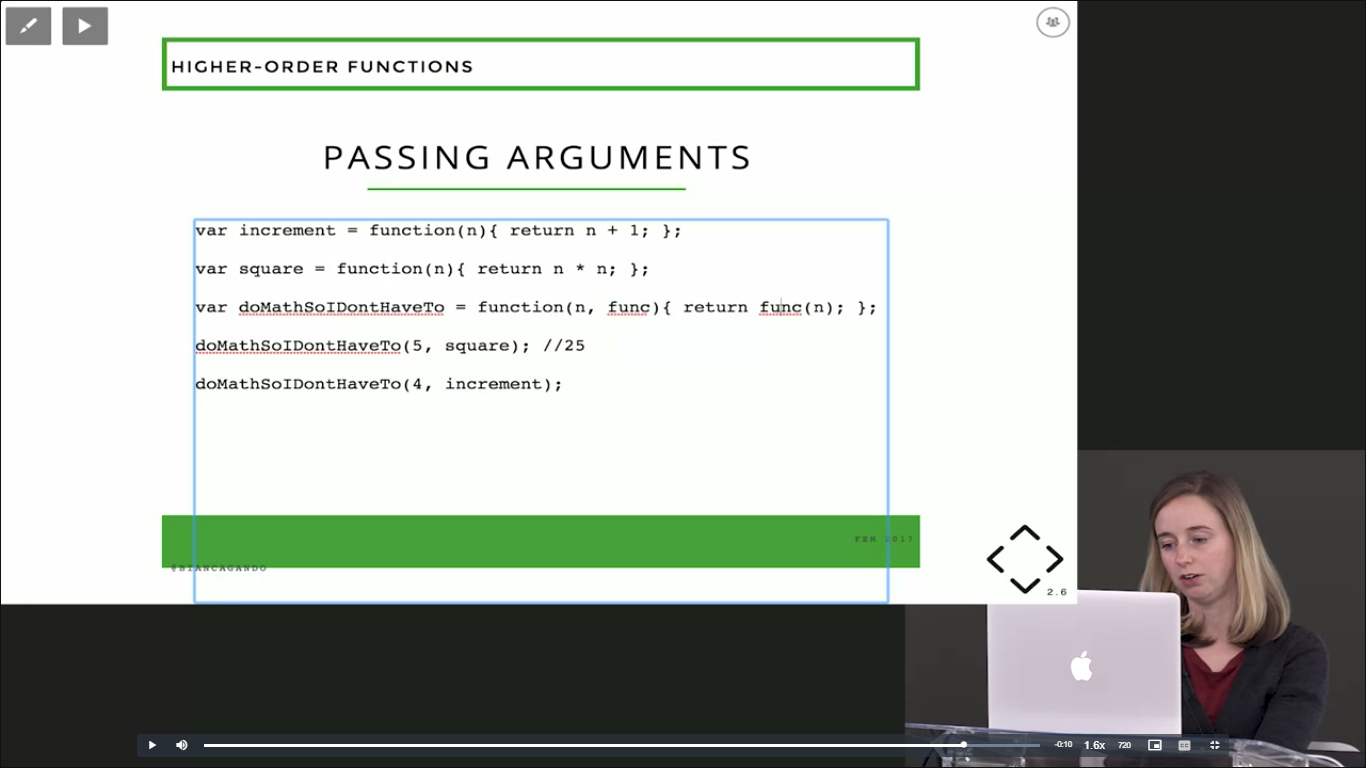 HIGHER-ORDER FUNCTIONS
PASSING ARGUMENTS
var increment = function(n){ return n + 1; };
var square = function(n){ return n * n; };
var doMathSoIDontHaveTo = function(n, func){ return func(n); };
doMathSoIDontHaveTo(5, square); //25
doMathSoIDontHaveTo(4, increment);
FEM 2017
@BIANCAGANDO
2.6
-0:10 1.6x 720